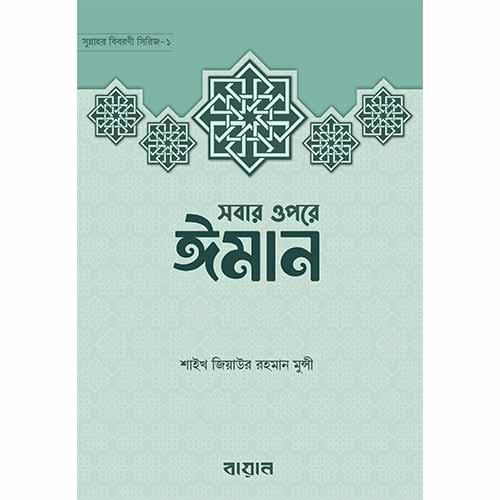 সুন্নাহর বিবরণী সিরিজ-১
সবার ওপরে
ঈমান
শাইখ জিয়াউর রহমান মুন্সী
বায়ান